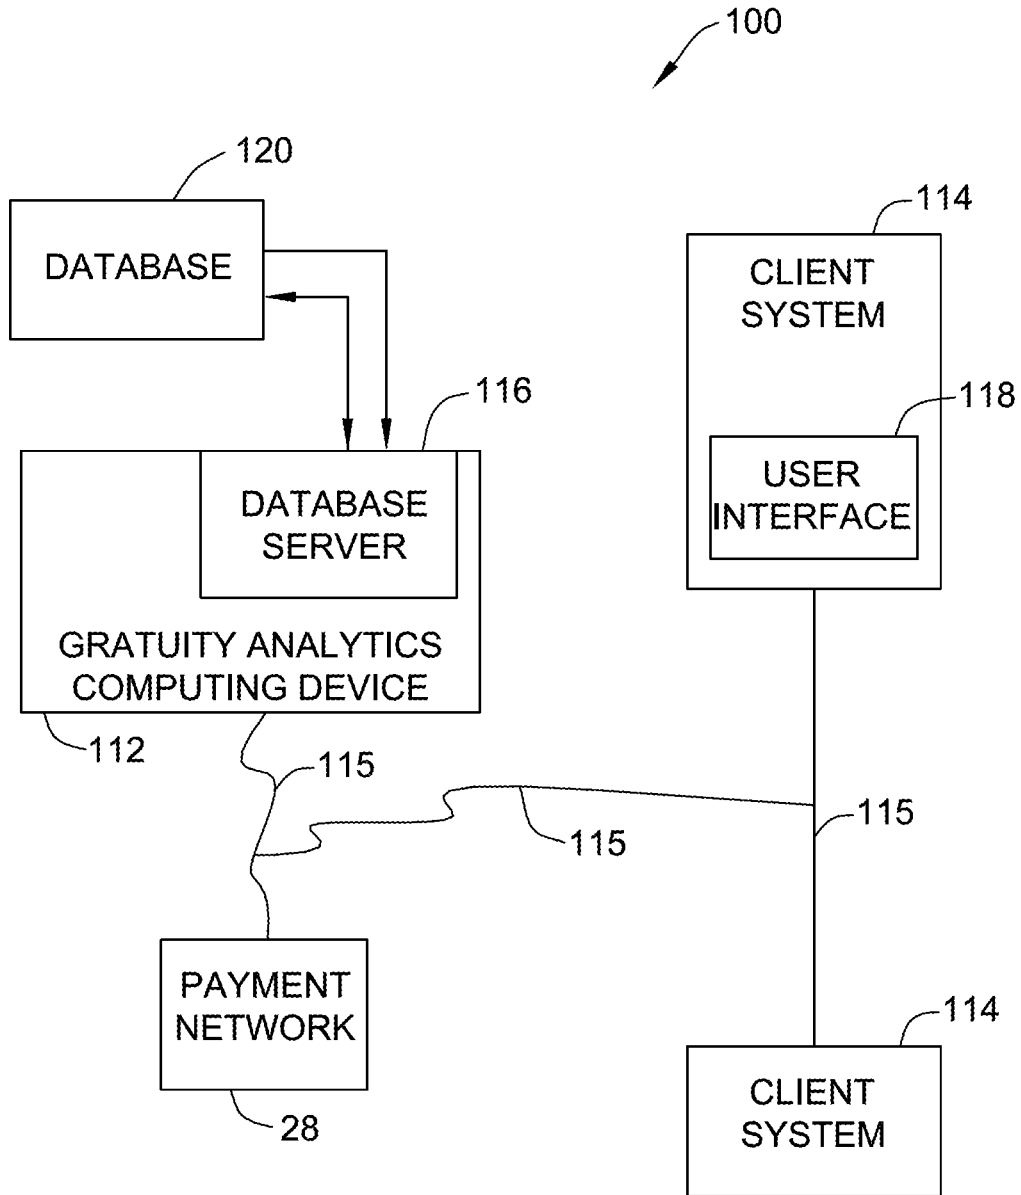 100
120
DATABASE
114
CLIENT
SYSTEM
118
USER
INTERFACE
116
DATABASE
SERVER
GRATUITY ANALYTICS
COMPUTING DEVICE
112
115
115
115
PAYMENT
NETWORK
28
114
CLIENT
SYSTEM